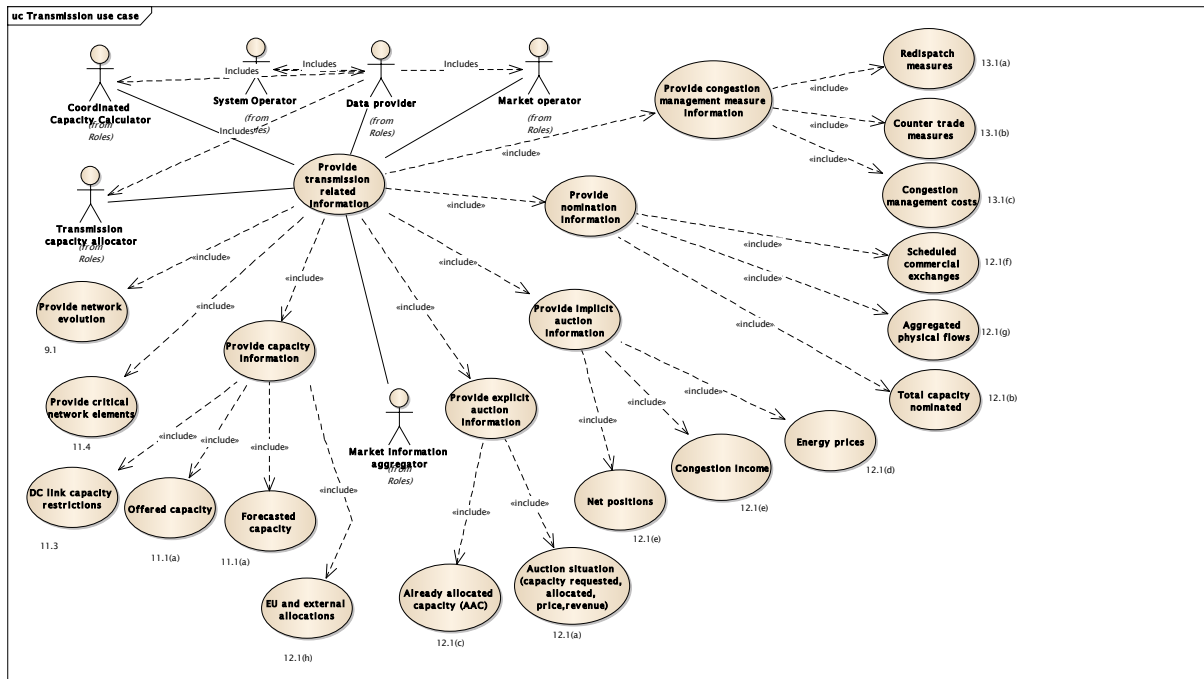 uc Transmission use case
Coordinated
Capacity Calculator
(from
Roles)
System Operator
(from
Roles)
Data provider
(from
Roles)
Market operator
(from
Roles)
Includes
Includes
Includes
Includes
Transmission
capacity allocator
(from
Roles)
Provide
transmission
related
information
Provide congestion
management measure
information
«include»
Redispatch
measures
13.1(a)
«include»
Counter trade
measures
13.1(b)
«include»
Congestion
management costs
13.1(c)
«include»
Provide
nomination
information
«include»
Scheduled
commercial
exchanges
12.1(f)
«include»
Aggregated
physical flows
12.1(g)
«include»
Total capacity
nominated
12.1(b)
«include»
Provide network
evolution
9.1
«include»
Provide critical
network elements
11.4
«include»
Provide capacity
information
«include»
DC link capacity
restrictions
11.3
«include»
Offered capacity
11.1(a)
«include»
Forecasted
capacity
11.1(a)
«include»
EU and external
allocations
12.1(h)
«include»
Market information
aggregator
(from
Roles)
«include»
Provide explicit
auction
information
«include»
Already allocated
capacity (AAC)
12.1(c)
«include»
Auction situation
(capacity requested,
allocated,
price,revenue)
12.1(a)
«include»
Provide implicit
auction
information
«include»
Net positions
12.1(e)
«include»
Congestion income
12.1(e)
«include»
Energy prices
12.1(d)